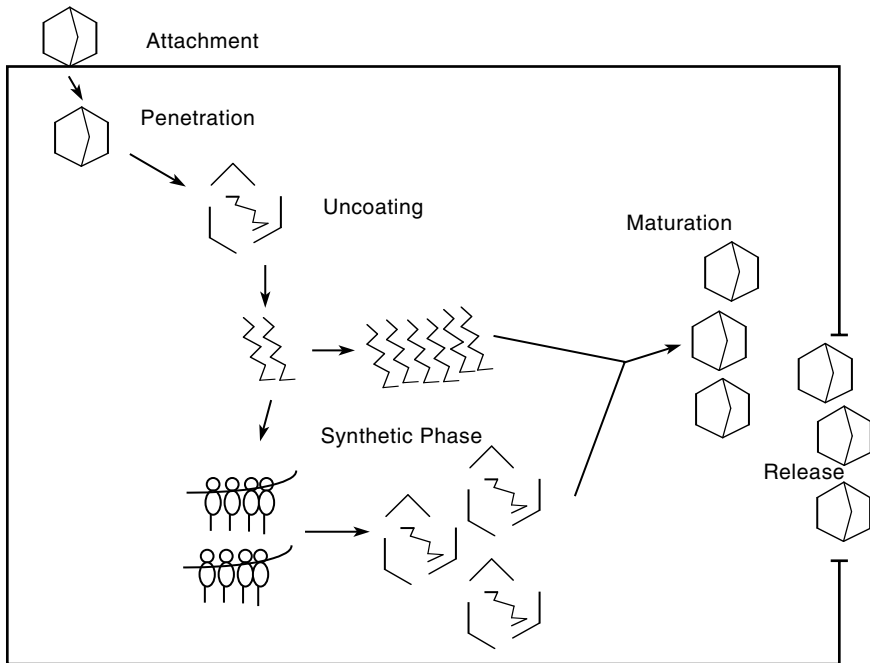 Attachment
Penetration
Uncoating
Maturation
Synthetic Phase
Release